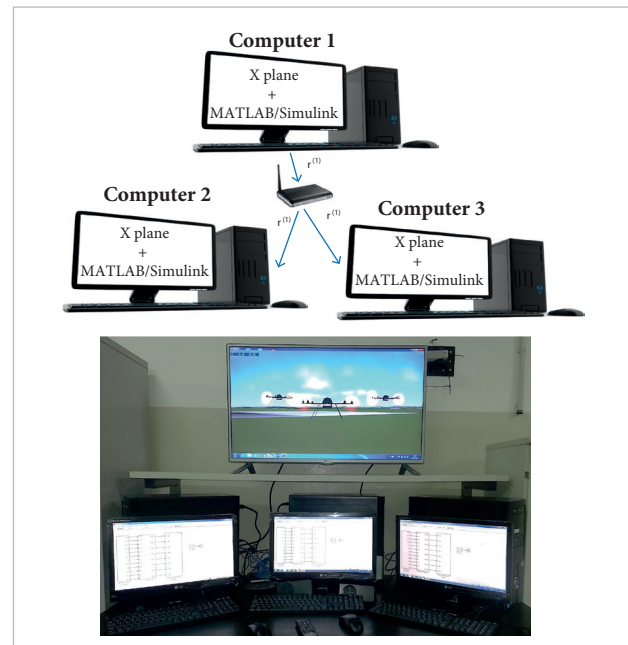 Computer 1
X plane
+
MATLAB/Simulink
r(1)
Computer 2
r(1)
r(1)
Computer 3
X plane
+
MATLAB/Simulink
X plane
+
MATLAB/Simulink